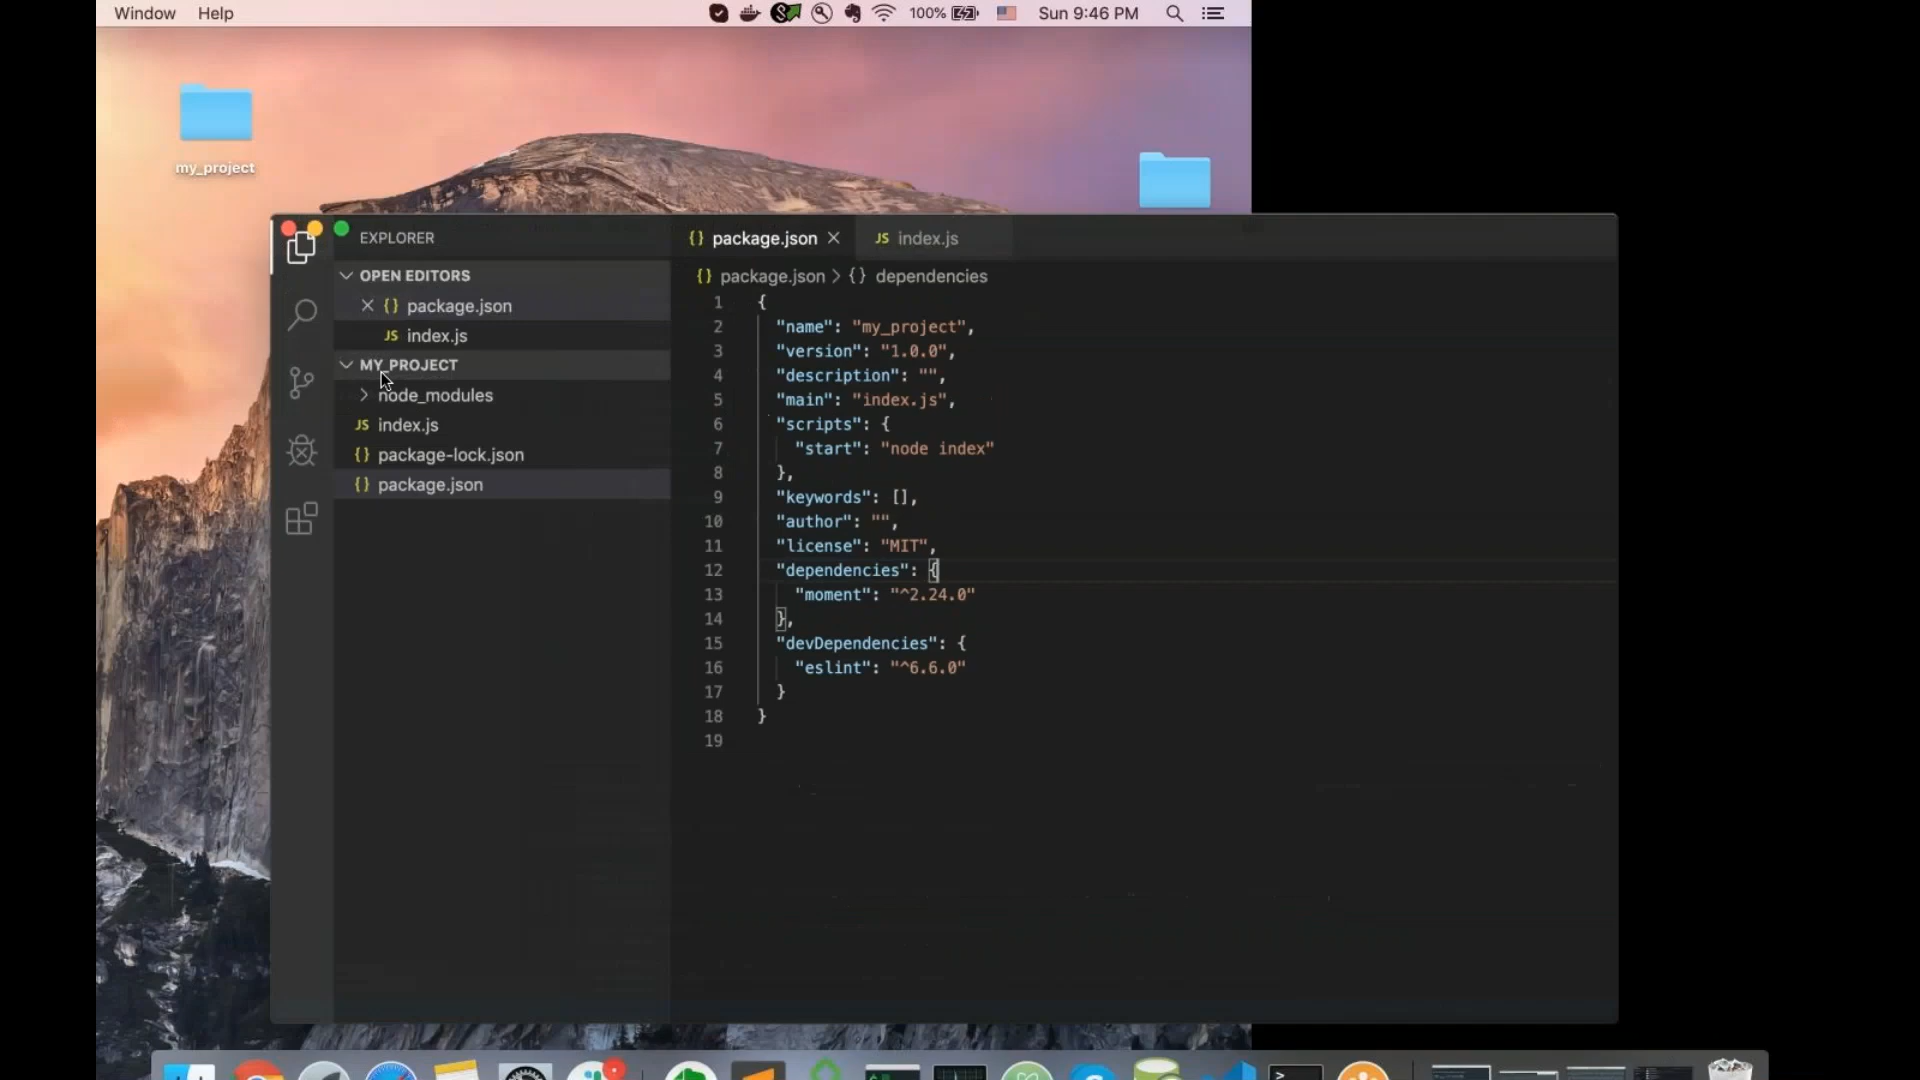 Window Help 100% Sun 9:46 PM
my_project
EXPLORER
OPEN EDITORS
{} package.json
JS index.js
MY_PROJECT
node_modules
JS index.js
{} package-lock.json
{} package.json
{} package.json JS index.js
{} package.json > {} dependencies
1 {
2 "name": "my_project",
3 "version": "1.0.0",
4 "description": "",
5 "main": "index.js",
6 "scripts": {
7 "start": "node index"
8 },
9 "keywords": [],
10 "author": "",
11 "license": "MIT",
12 "dependencies": {
13 "moment": "^2.24.0"
14 },
15 "devDependencies": {
16 "eslint": "^6.6.0"
17 }
18 }
19